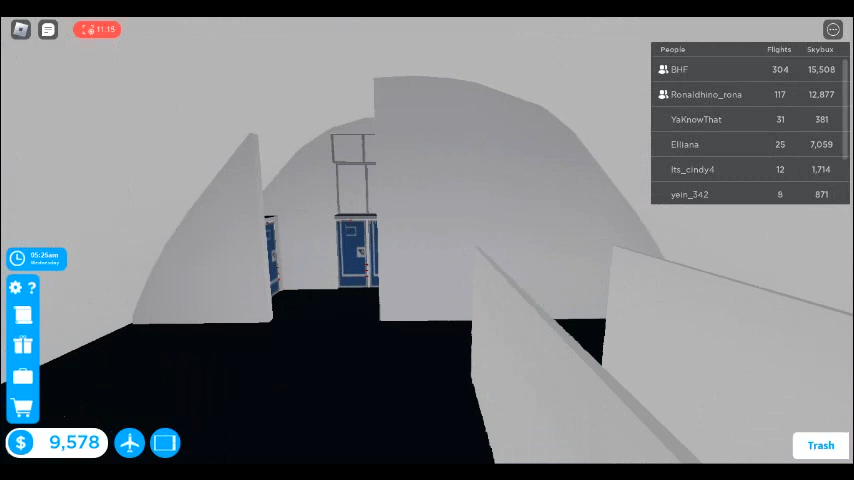 11:15
People Flights Skybux
BHF 304 15,508
Ronaldhino_rona 117 12,877
YaKnowThat 31 381
Elliana 25 7,059
Its_cindy4 12 1,714
yein_342 8 871
05:25am
Wednesday
?
$ 9,578
Trash